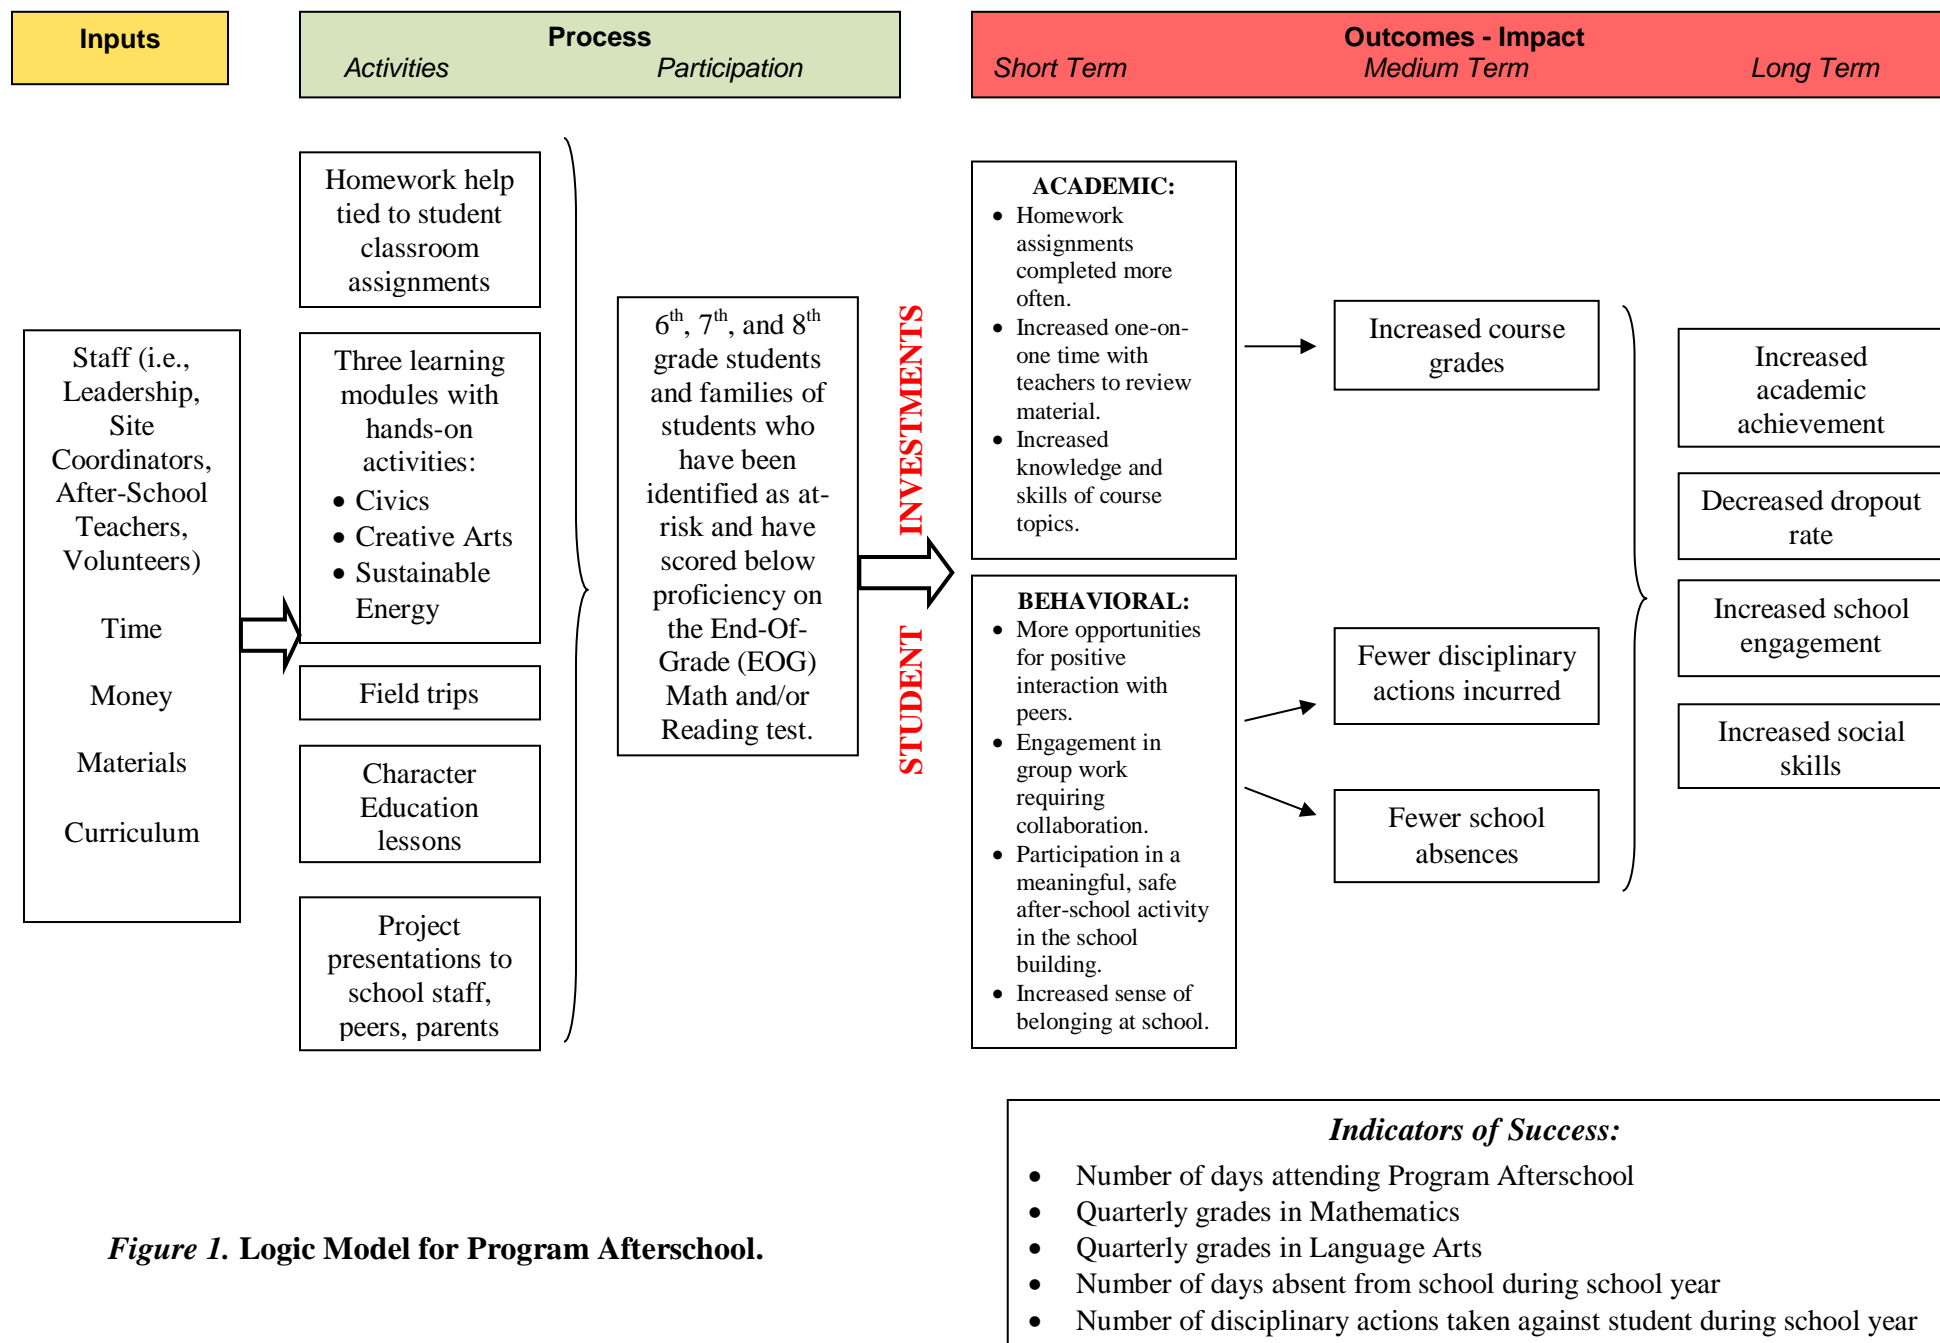 Inputs
Process
Activities Participation
Outcomes - Impact
Short Term Medium Term Long Term
Staff (i.e.,
Leadership,
Site
Coordinators,
After-School
Teachers,
Volunteers)
Time
Money
Materials
Curriculum
Homework help
tied to student
classroom
assignments
Three learning
modules with
hands-on
activities:
• Civics
• Creative Arts
• Sustainable
Energy
Field trips
Character
Education
lessons
Project
presentations to
school staff,
peers, parents
6th, 7th, and 8th
grade students
and families of
students who
have been
identified as at-
risk and have
scored below
proficiency on
the End-Of-
Grade (EOG)
Math and/or
Reading test.
STUDENT INVESTMENTS
ACADEMIC:
• Homework
assignments
completed more
often.
• Increased one-on-
one time with
teachers to review
material.
• Increased
knowledge and
skills of course
topics.
BEHAVIORAL:
• More opportunities
for positive
interaction with
peers.
• Engagement in
group work
requiring
collaboration.
• Participation in a
meaningful, safe
after-school activity
in the school
building.
• Increased sense of
belonging at school.
Increased course
grades
Fewer disciplinary
actions incurred
Fewer school
absences
Increased
academic
achievement
Decreased dropout
rate
Increased school
engagement
Increased social
skills
Indicators of Success:
• Number of days attending Program Afterschool
• Quarterly grades in Mathematics
• Quarterly grades in Language Arts
• Number of days absent from school during school year
• Number of disciplinary actions taken against student during school year
Figure 1. Logic Model for Program Afterschool.